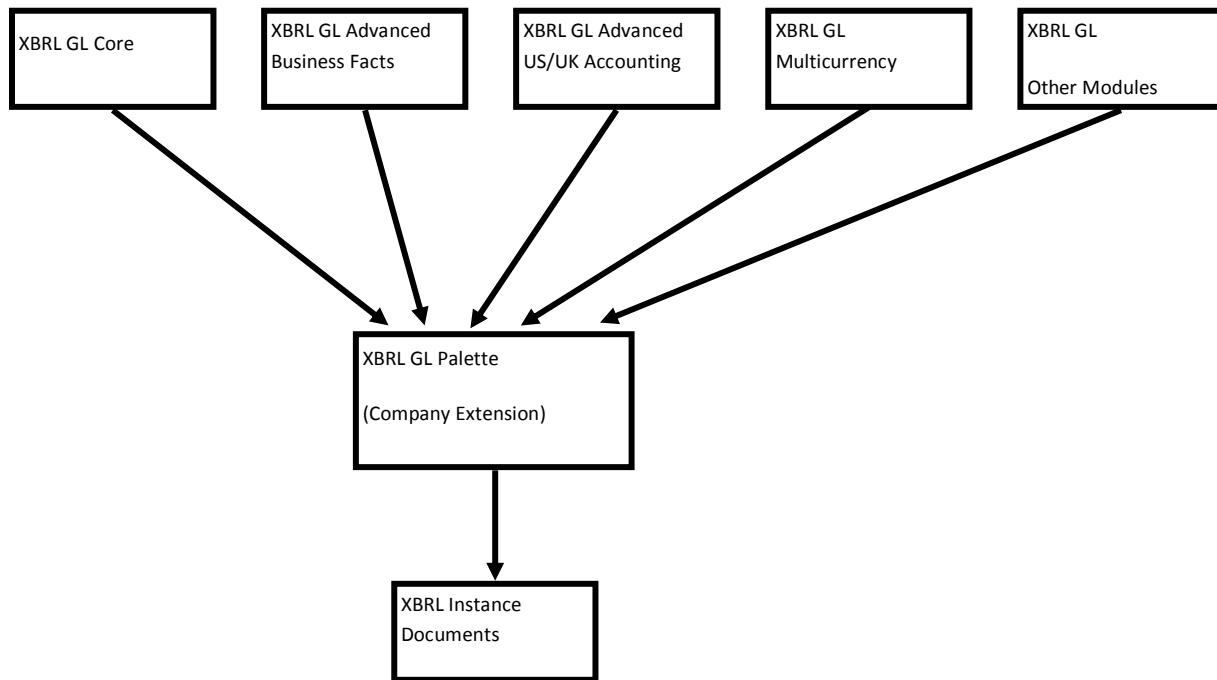 XBRL GL Core
XBRL GL Advanced
Business Facts
XBRL GL Advanced
US/UK Accounting
XBRL GL
Multicurrency
XBRL GL
Other Modules
XBRL GL Palette
(Company Extension)
XBRL Instance
Documents